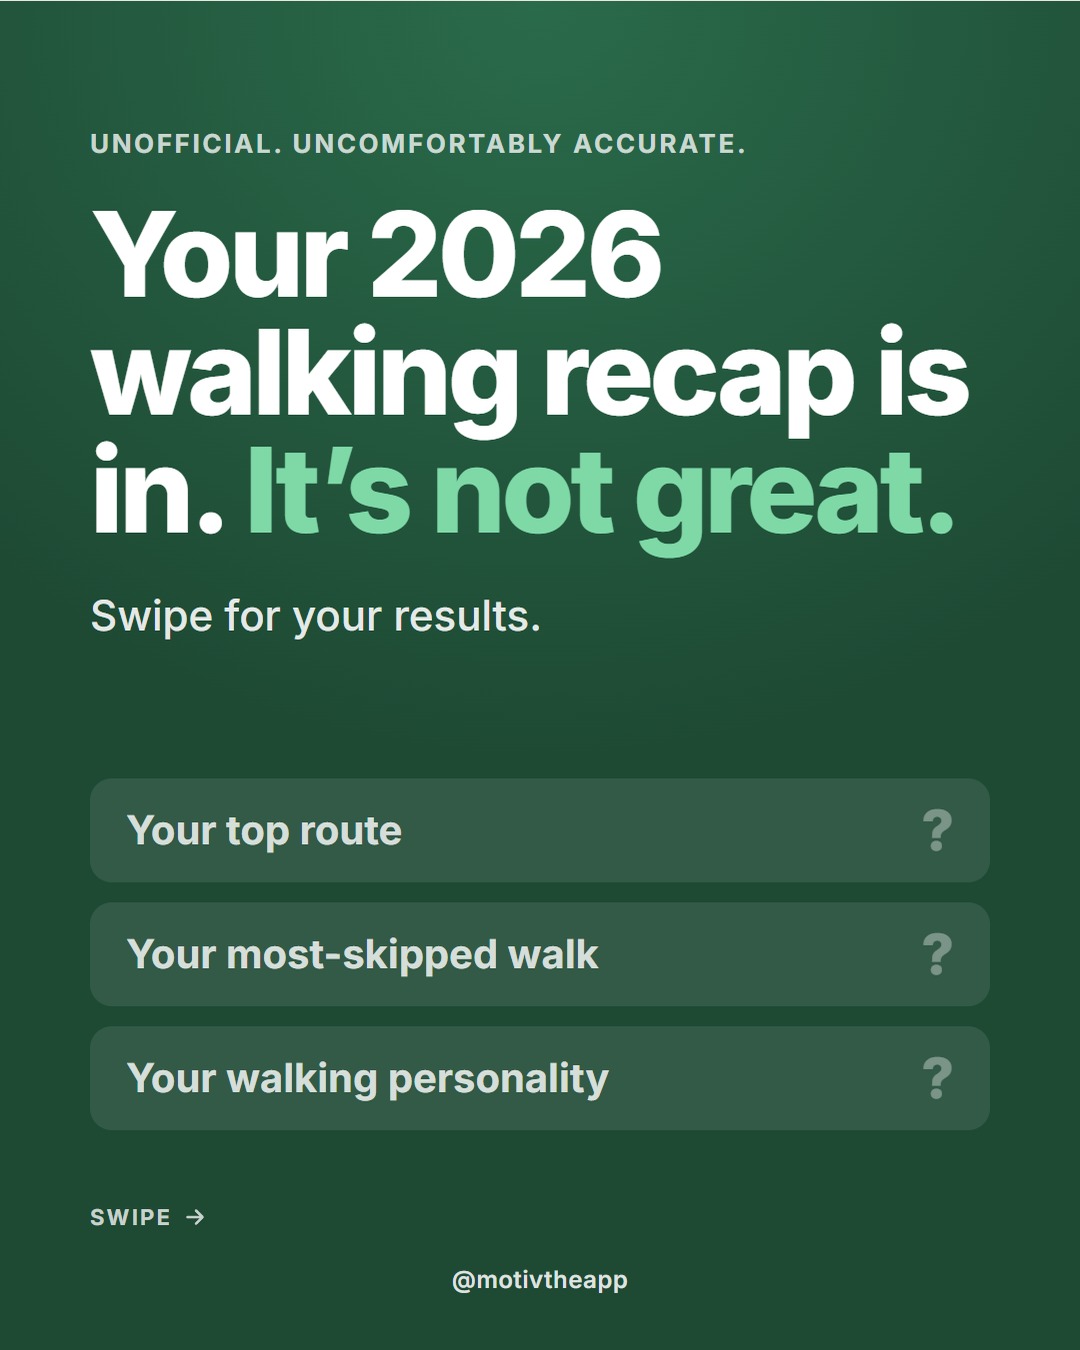 UNOFFICIAL. UNCOMFORTABLY ACCURATE.
Your 2026
walking recap is
in. It’s not great.
Swipe for your results.
Your top route ?
Your most-skipped walk ?
Your walking personality ?
SWIPE →
@motivtheapp